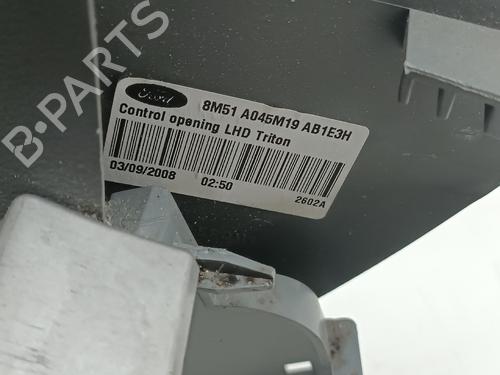 B-PARTS
Ford
8M51 A045M19 AB1E3H
Control opening LHD Triton
03/09/2008 02:50 2602A